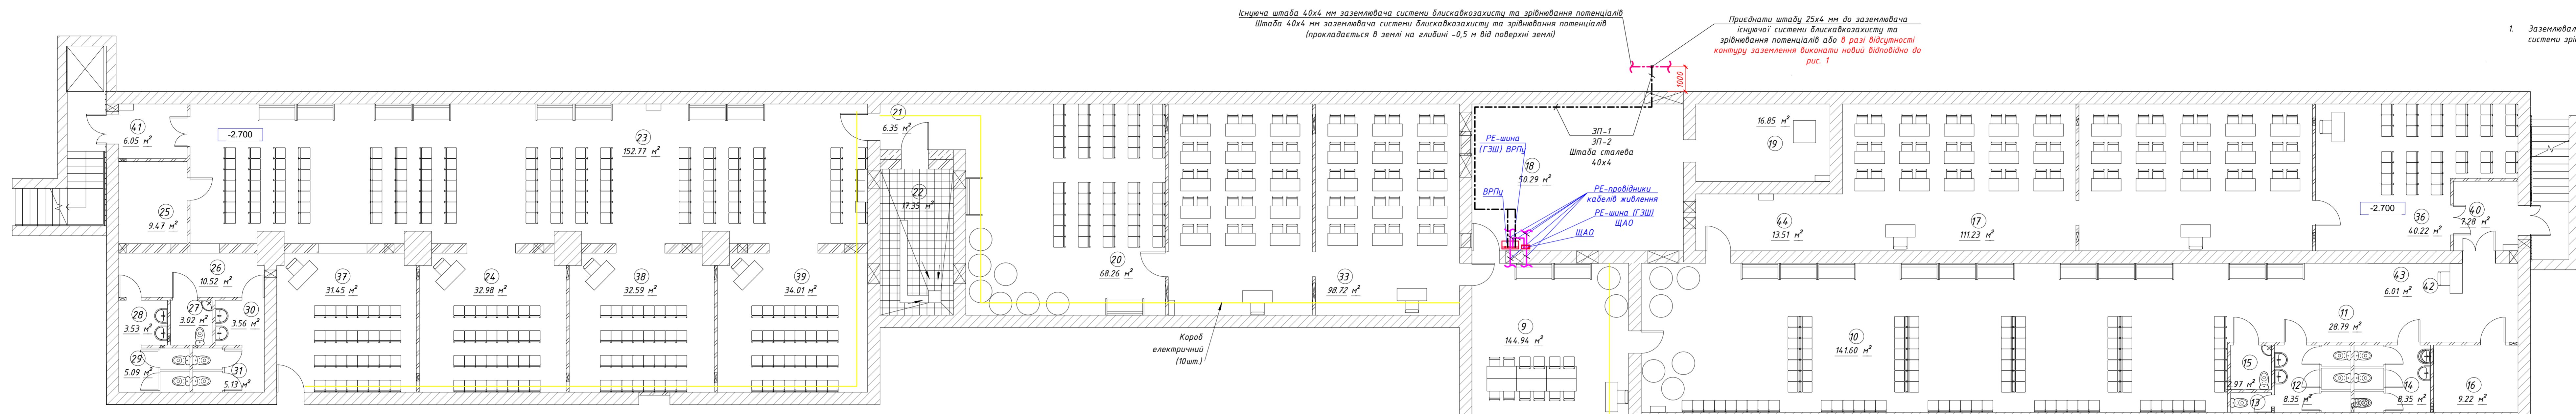 Існуюча штаба 40х4 мм заземлювача системи блискавкозахисту та зрівнювання потенціалів
Штаба 40х4 мм заземлювача системи блискавкозахисту та зрівнювання потенціалів
(прокладається в землі на глибині -0,5 м від поверхні землі)
Приєднати штабу 25х4 мм до заземлювача
існуючої системи блискавкозахисту та
зрівнювання потенціалів або в разі відсутності
контуру заземлення виконати новий відповідно до
рис. 1
1. Заземлювал
системи зрі
1000
41
6.05 м²
-2.700
23
152.77 м²
21
6.35 м²
22
17.35 м²
25
9.47 м²
26
10.52 м²
27
3.02 м²
28
3.53 м²
30
3.56 м²
29
5.09 м²
31
5.13 м²
37
31.45 м²
24
32.98 м²
38
32.59 м²
39
34.01 м²
20
68.26 м²
33
98.72 м²
Короб
електричний
(10шт.)
РЕ-шина
(ГЗШ) ВРПу
ВРПу
ЗП-1
ЗП-2
Штаба сталева
40х4
18
50.29 м²
РЕ-провідники
кабелів живлення
РЕ-шина (ГЗШ)
ЩАО
ЩАО
9
144.94 м²
16.85 м²
19
44
13.51 м²
17
111.23 м²
-2.700
36
40.22 м²
40
7.28 м²
43
6.01 м²
42
11
28.79 м²
10
141.60 м²
15
2.97 м²
13
12
8.35 м²
14
8.35 м²
16
9.22 м²